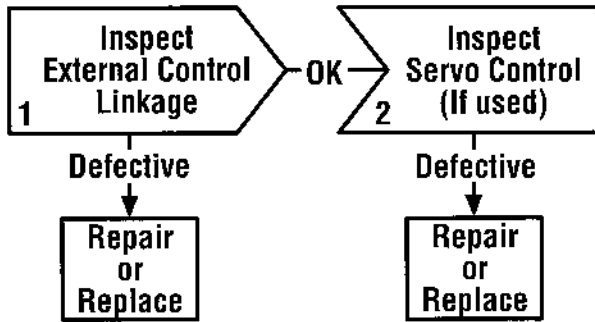 Inspect
External Control
Linkage
1
OK
Inspect
Servo Control
(If used)
2
Defective
Defective
Repair
or
Replace
Repair
or
Replace